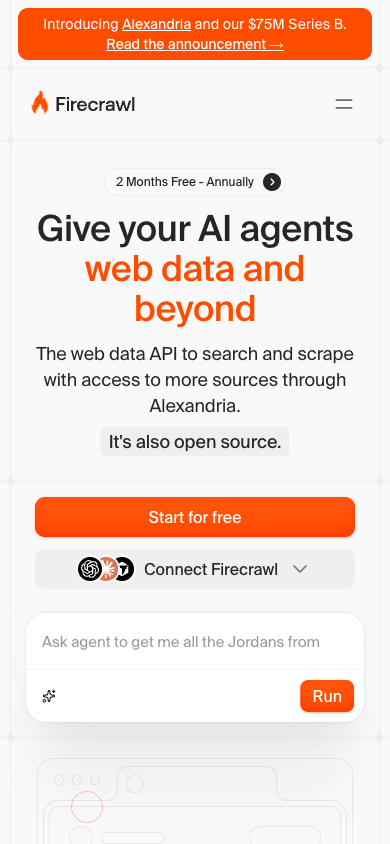 Introducing Alexandria and our $75M Series B.
Read the announcement →
Firecrawl
2 Months Free - Annually
Give your AI agents
web data and
beyond
The web data API to search and scrape
with access to more sources through
Alexandria.
It's also open source.
Start for free
Connect Firecrawl
Ask agent to get me all the Jordans from
Run